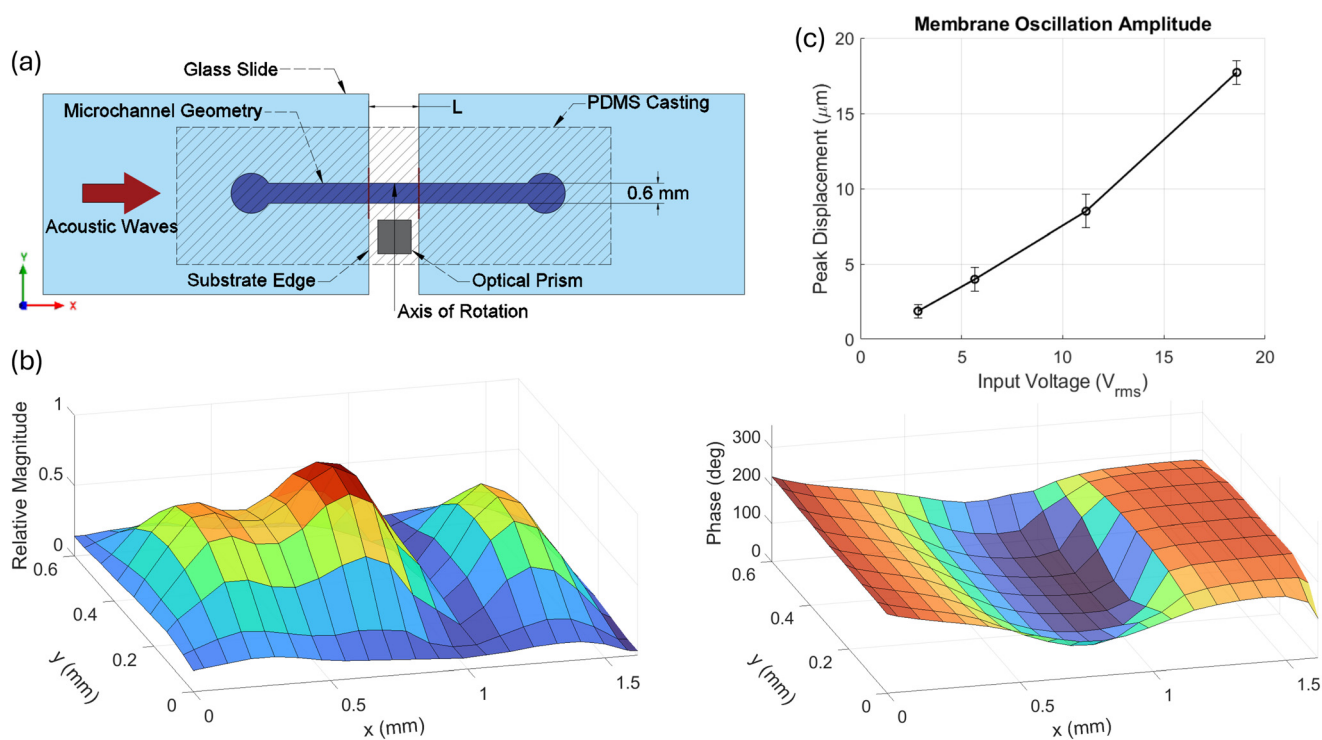 (a)
Glass Slide
Microchannel Geometry
L
PDMS Casting
0.6 mm
Acoustic Waves
Substrate Edge
Optical Prism
Axis of Rotation
Y
X
(c)
Membrane Oscillation Amplitude
Peak Displacement (μm)
20
15
10
5
0
0 5 10 15 20
Input Voltage (Vrms)
(b)
Relative Magnitude
1
0.5
0
0.6
0.4
0.2
0
y (mm)
0 0.5 1 1.5
x (mm)
Phase (deg)
300
200
100
0
0.6
0.4
0.2
0
y (mm)
0 0.5 1 1.5
x (mm)